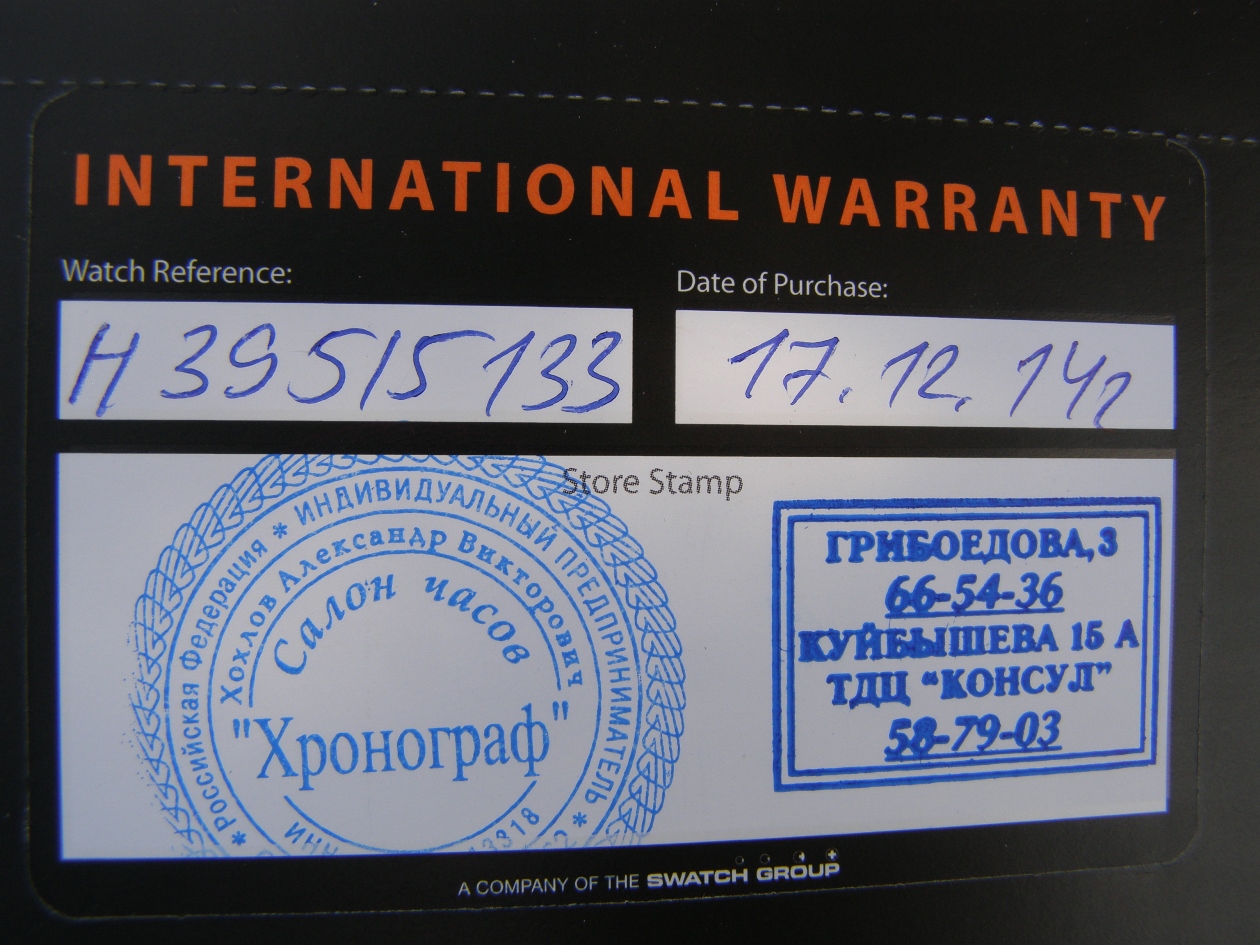 INTERNATIONAL WARRANTY
Watch Reference:
Date of Purchase:
H 39515133
17.12.14г
Store Stamp
Российская Федерация * ИНДИВИДУАЛЬНЫЙ ПРЕДПРИНИМАТЕЛЬ *
Хохлов Александр Викторович
Салон часов
"Хронограф"
ИНН
ГРИБОЕДОВА, 3
66-54-36
КУЙБЫШЕВА 15 А
ТДЦ “КОНСУЛ”
58-79-03
A COMPANY OF THE SWATCH GROUP